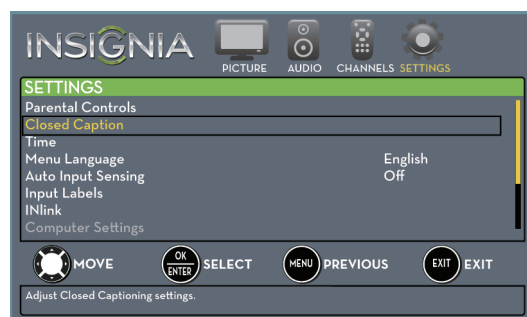 INSIGNIA
PICTURE AUDIO CHANNELS SETTINGS
SETTINGS
Parental Controls
Closed Caption
Time
Menu Language English
Auto Input Sensing Off
Input Labels
INlink
Computer Settings
MOVE OK ENTER SELECT MENU PREVIOUS EXIT EXIT
Adjust Closed Captioning settings.